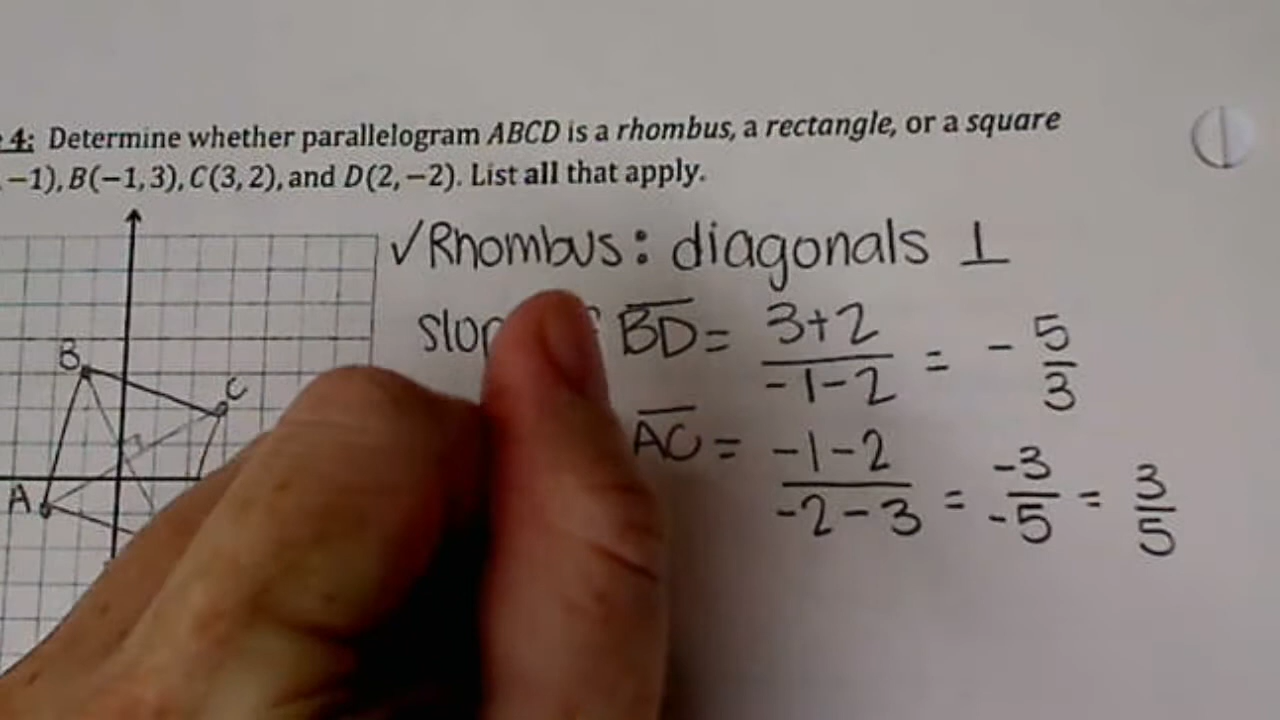 4: Determine whether parallelogram ABCD is a rhombus, a rectangle, or a square
−1), B(−1, 3), C(3, 2), and D(2, −2). List all that apply.
✓Rhombus: diagonals ⊥
BD = 3+2 / -1-2 = - 5/3
AC = -1-2 / -2-3 = -3/-5 = 3/5
B
C
A